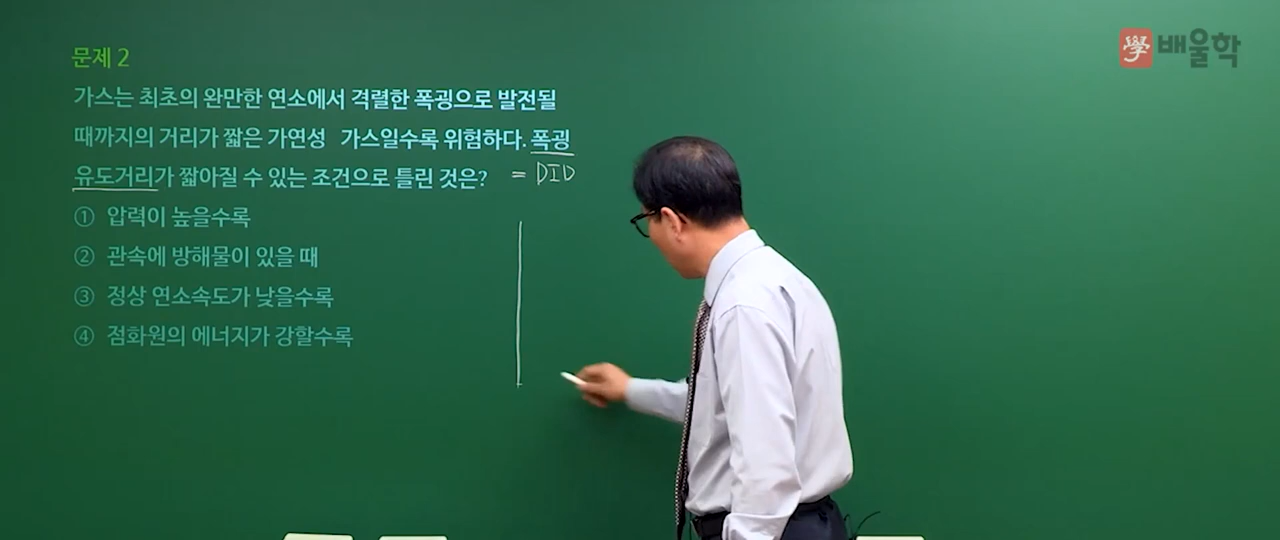 學 배울학
문제 2
가스는 최초의 완만한 연소에서 격렬한 폭굉으로 발전될
때까지의 거리가 짧은 가연성 가스일수록 위험하다. 폭굉
유도거리가 짧아질 수 있는 조건으로 틀린 것은? = DID
① 압력이 높을수록
② 관속에 방해물이 있을 때
③ 정상 연소속도가 낮을수록
④ 점화원의 에너지가 강할수록